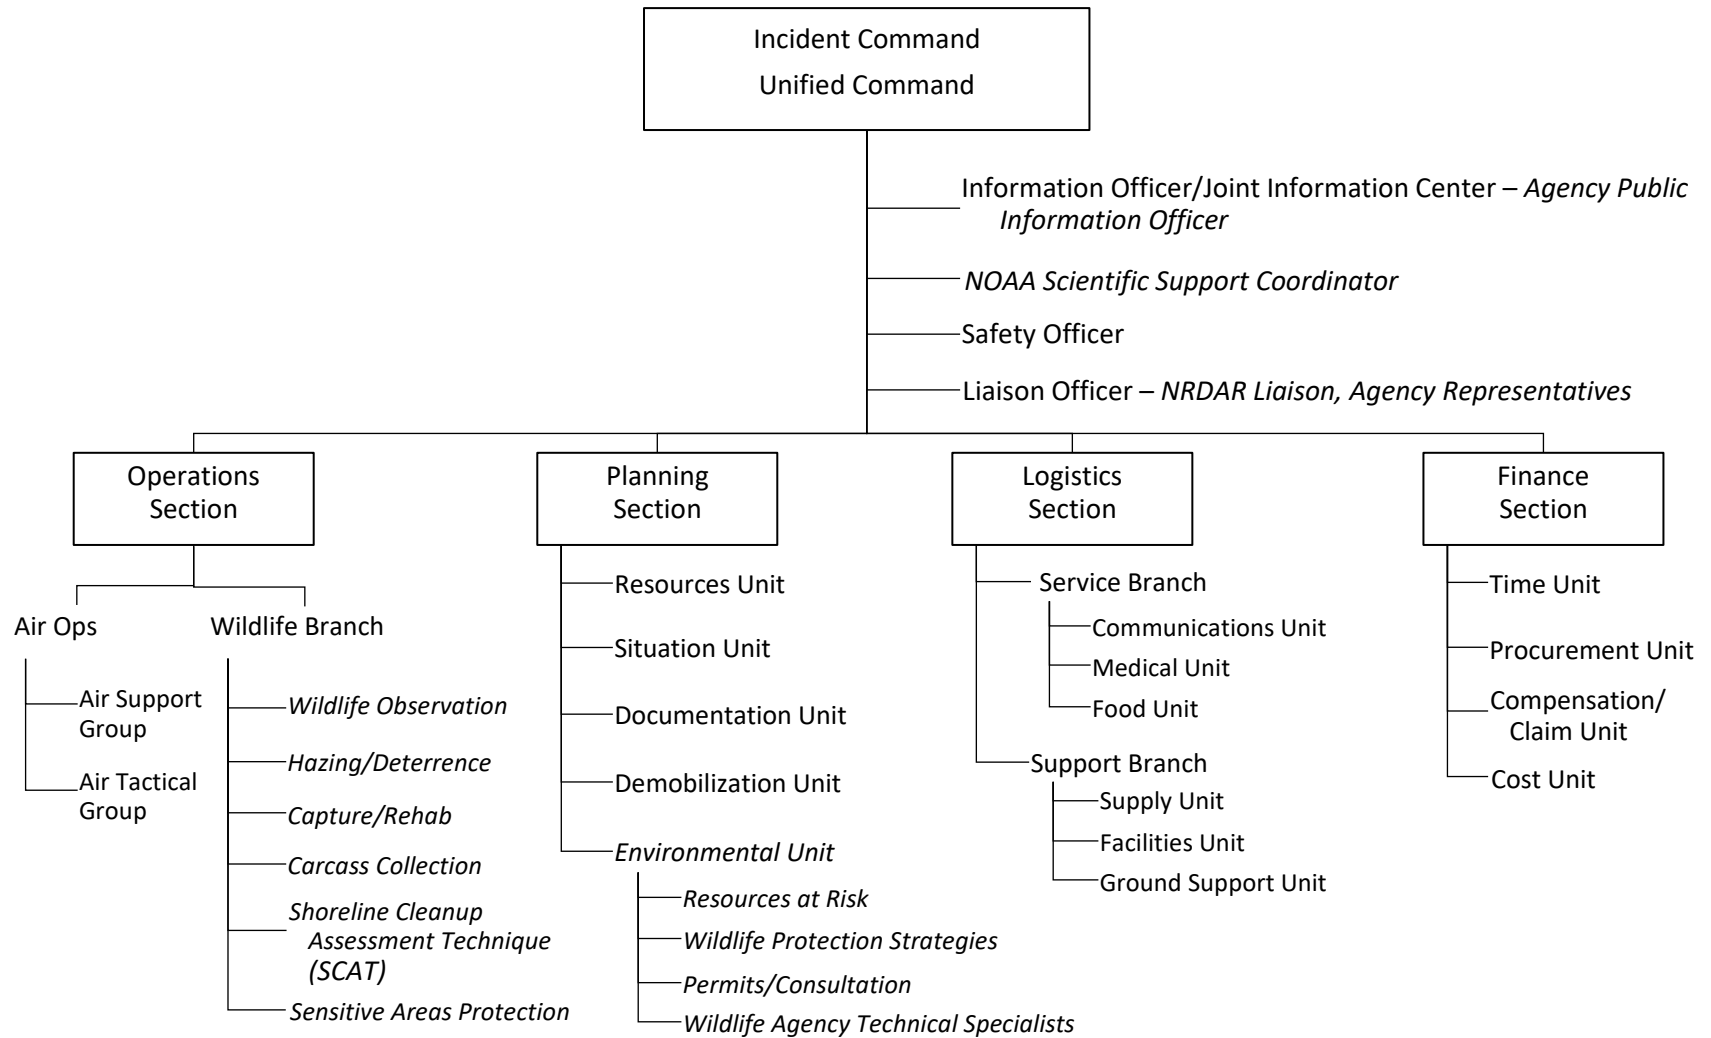 Incident Command
Unified Command
Information Officer/Joint Information Center – Agency Public
Information Officer
NOAA Scientific Support Coordinator
Safety Officer
Liaison Officer – NRDAR Liaison, Agency Representatives
Operations
Section
Air Ops
Air Support
Group
Air Tactical
Group
Wildlife Branch
Wildlife Observation
Hazing/Deterrence
Capture/Rehab
Carcass Collection
Shoreline Cleanup
Assessment Technique
(SCAT)
Sensitive Areas Protection
Planning
Section
Resources Unit
Situation Unit
Documentation Unit
Demobilization Unit
Environmental Unit
Resources at Risk
Wildlife Protection Strategies
Permits/Consultation
Wildlife Agency Technical Specialists
Logistics
Section
Service Branch
Communications Unit
Medical Unit
Food Unit
Support Branch
Supply Unit
Facilities Unit
Ground Support Unit
Finance
Section
Time Unit
Procurement Unit
Compensation/
Claim Unit
Cost Unit